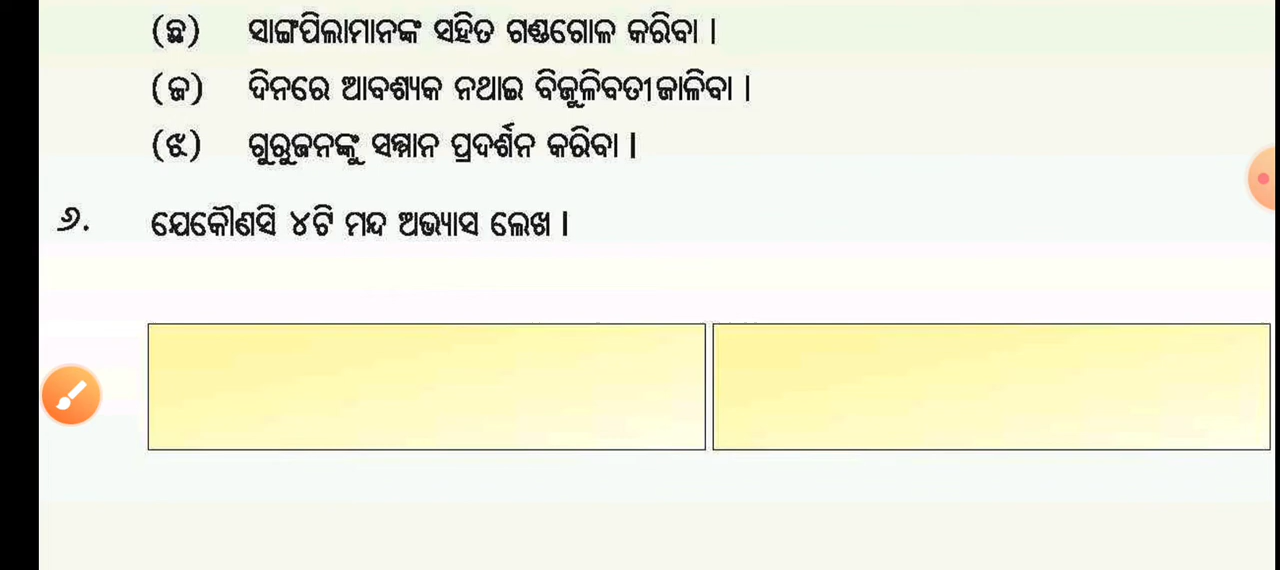 (ଛ) ସାଙ୍ଗପିଲାମାନଙ୍କ ସହିତ ଗଣ୍ଡଗୋଳ କରିବା ।
(ଜ) ଦିନରେ ଆବଶ୍ୟକ ନଥାଇ ବିଜୁଳିବତୀ ଜାଳିବା ।
(ଝ) ଗୁରୁଜନଙ୍କୁ ସମ୍ମାନ ପ୍ରଦର୍ଶନ କରିବା ।
୬. ଯେକୌଣସି ୪ଟି ମନ୍ଦ ଅଭ୍ୟାସ ଲେଖ ।